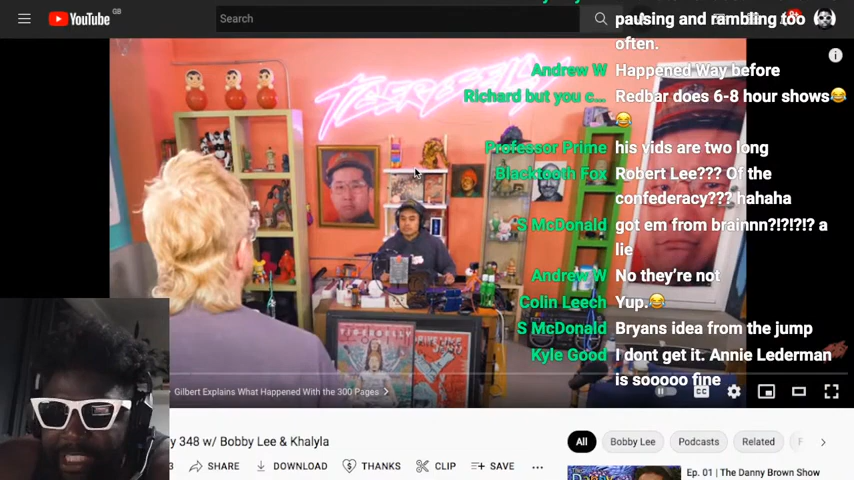 YouTube GB
Search
9+
pausing and rambling too
often.
Andrew W Happened Way before
Richard but you c... Redbar does 6-8 hour shows😂
😂
Professor Prime his vids are two long
Blacktooth Fox Robert Lee??? Of the
confederacy??? hahaha
S McDonald got em from brainnn?!?!?!? a
lie
Andrew W No they're not
Colin Leech Yup.😂
S McDonald Bryans idea from the jump
Kyle Good I dont get it. Annie Lederman
is sooooo fine
TIGERBELLY
Gilbert Explains What Happened With the 300 Pages
y 348 w/ Bobby Lee & Khalyla
3 SHARE DOWNLOAD THANKS CLIP SAVE ...
All Bobby Lee Podcasts Related F
Ep. 01 | The Danny Brown Show